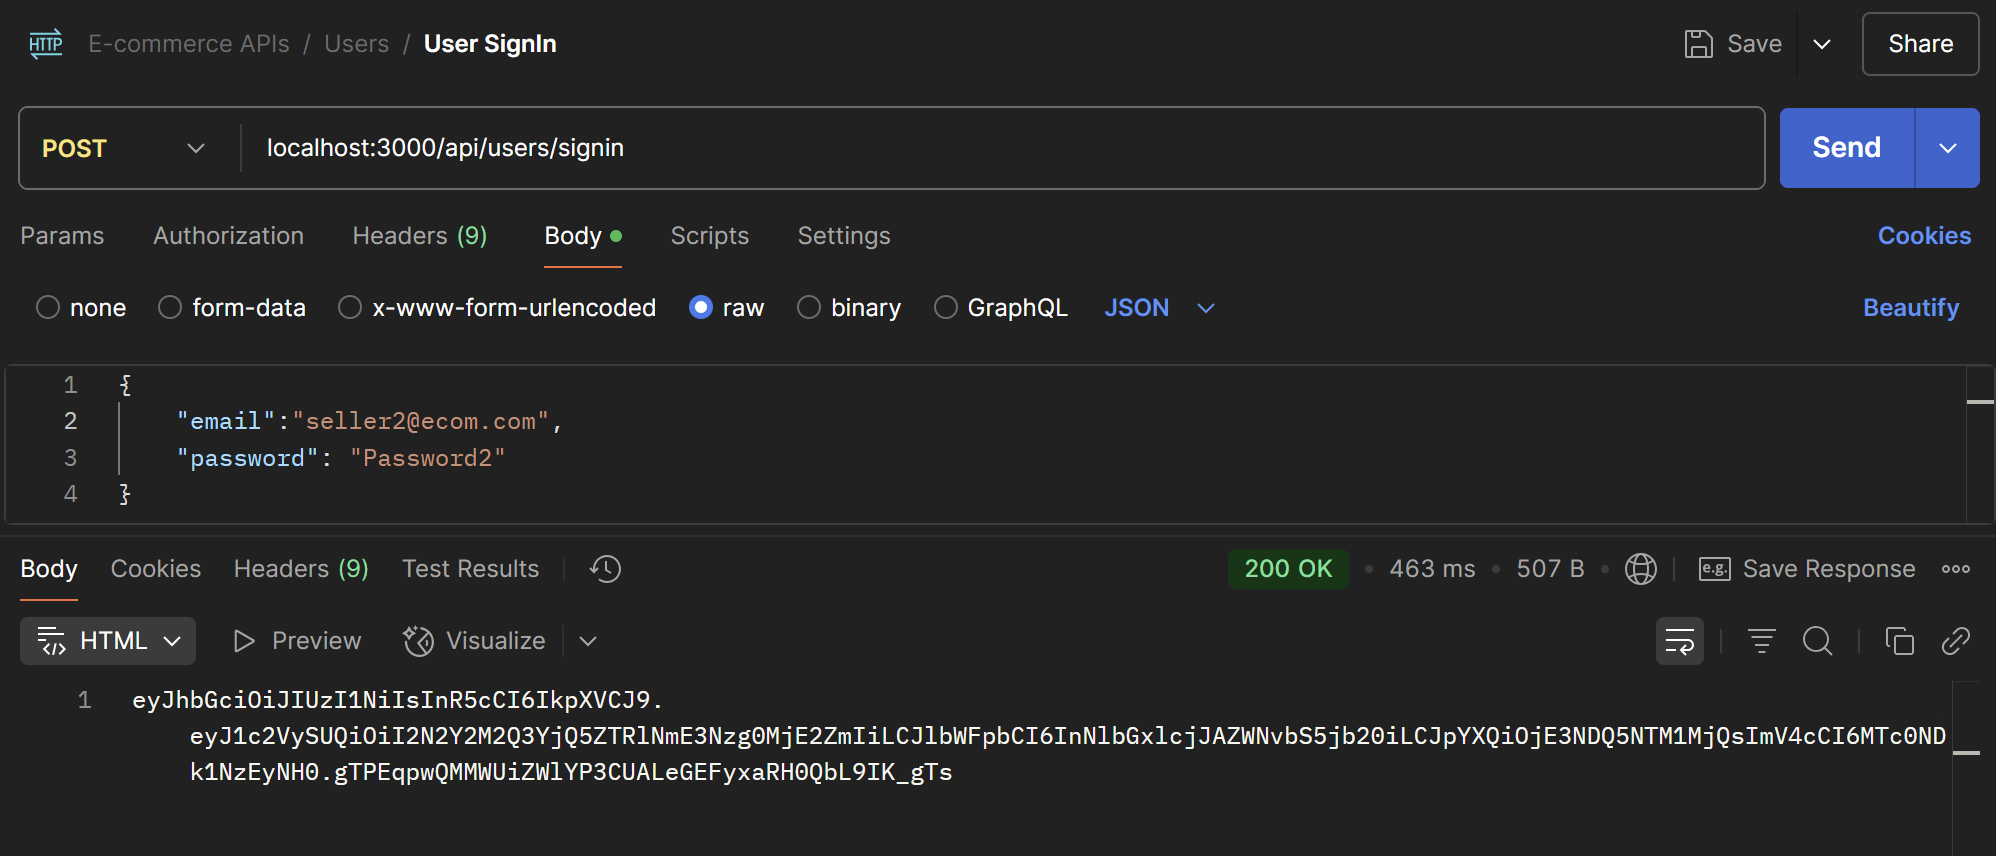 HTTP E-commerce APIs / Users / User SignIn Save Share
POST localhost:3000/api/users/signin Send
Params Authorization Headers (9) Body Scripts Settings Cookies
none form-data x-www-form-urlencoded raw binary GraphQL JSON Beautify
1 {
2 "email":"seller2@ecom.com",
3 "password": "Password2"
4 }
Body Cookies Headers (9) Test Results 200 OK • 463 ms • 507 B • e.g. Save Response
HTML Preview Visualize
1 eyJhbGciOiJIUzI1NiIsInR5cCI6IkpXVCJ9.
eyJ1c2VySUQiOiI2N2Y2M2Q3YjQ5ZTRlNmE3Nzg0MjE2ZmIiLCJlbWFpbCI6InNlbGxlcjJAZWNvbS5jb20iLCJpYXQiOjE3NDQ5NTM1MjQsImV4cCI6MTc0ND
k1NzEyNH0.gTPEqpwQMMWUiZWlYP3CUALeGEFyxaRH0QbL9IK_gTs